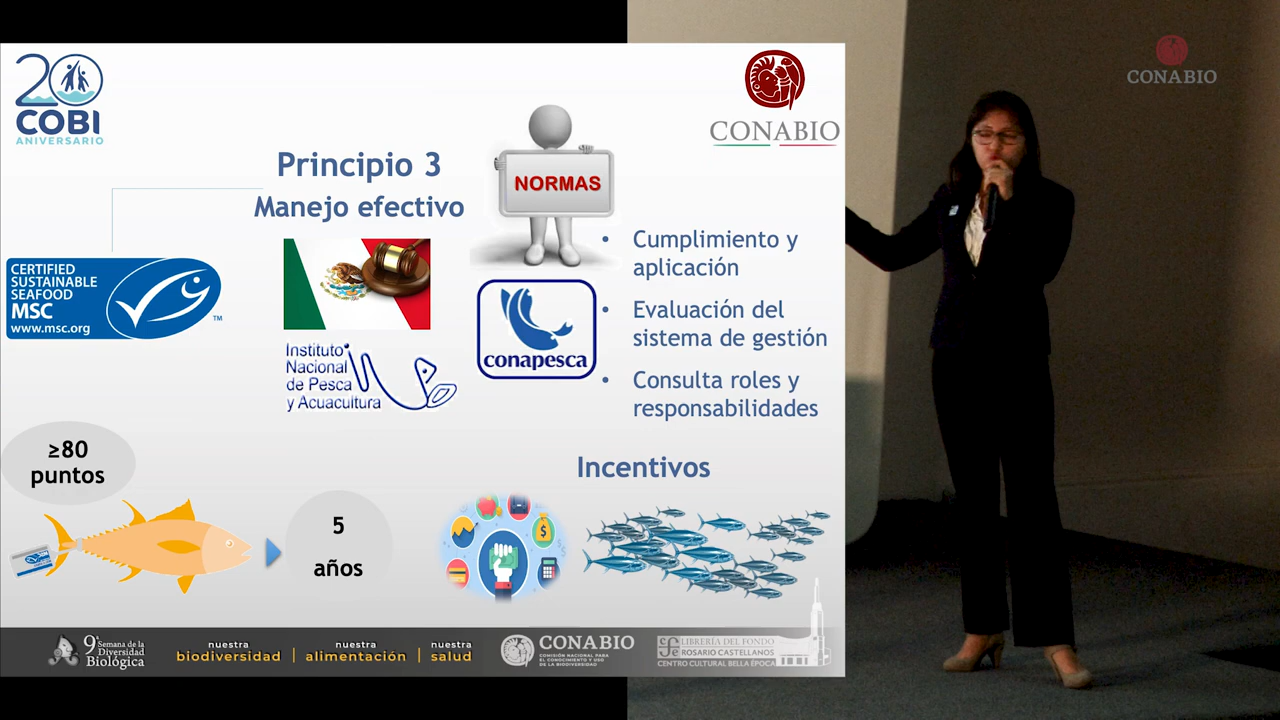 20
COBI
ANIVERSARIO
CONABIO
CONABIO
Principio 3
Manejo efectivo
NORMAS
CERTIFIED
SUSTAINABLE
SEAFOOD
MSC
www.msc.org
TM
Instituto
Nacional
de Pesca
y Acuacultura
conapesca
• Cumplimiento y
aplicación
• Evaluación del
sistema de gestión
• Consulta roles y
responsabilidades
≥80
puntos
5
años
Incentivos
9ª Semana de la
Diversidad
Biológica
nuestra
biodiversidad
nuestra
alimentación
nuestra
salud
CONABIO
COMISIÓN NACIONAL PARA
EL CONOCIMIENTO Y USO
DE LA BIODIVERSIDAD
LIBRERÍA DEL FONDO
ROSARIO CASTELLANOS
CENTRO CULTURAL BELLA ÉPOCA